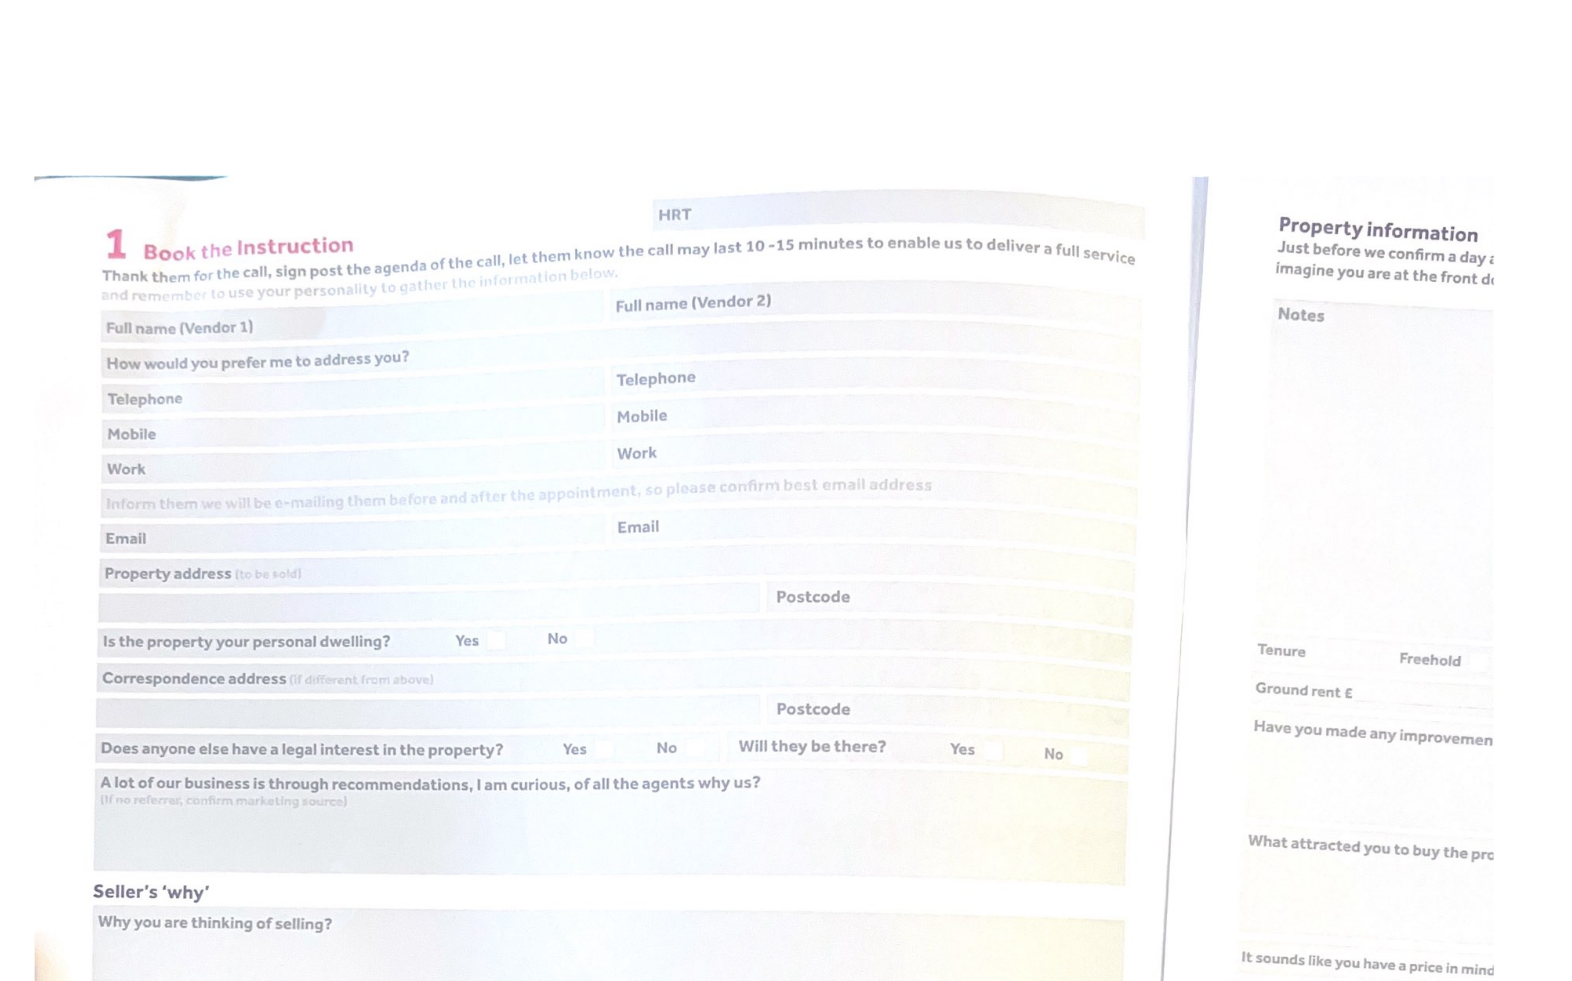 HRT
1 Book the Instruction
Thank them for the call, sign post the agenda of the call, let them know the call may last 10 -15 minutes to enable us to deliver a full service
and remember to use your personality to gather the information below.
Full name (Vendor 1) Full name (Vendor 2)
How would you prefer me to address you?
Telephone Telephone
Mobile Mobile
Work Work
Inform them we will be e-mailing them before and after the appointment, so please confirm best email address
Email Email
Property address (to be sold)
Postcode
Is the property your personal dwelling? Yes No
Correspondence address (if different from above)
Postcode
Does anyone else have a legal interest in the property? Yes No Will they be there? Yes No
A lot of our business is through recommendations, I am curious, of all the agents why us?
(If no referrer, confirm marketing source)
Seller's 'why'
Why you are thinking of selling?
Property information
Just before we confirm a day
imagine you are at the front
Notes
Tenure Freehold
Ground rent £
Have you made any
What attracted you to buy the
It sounds like you have a price in mind